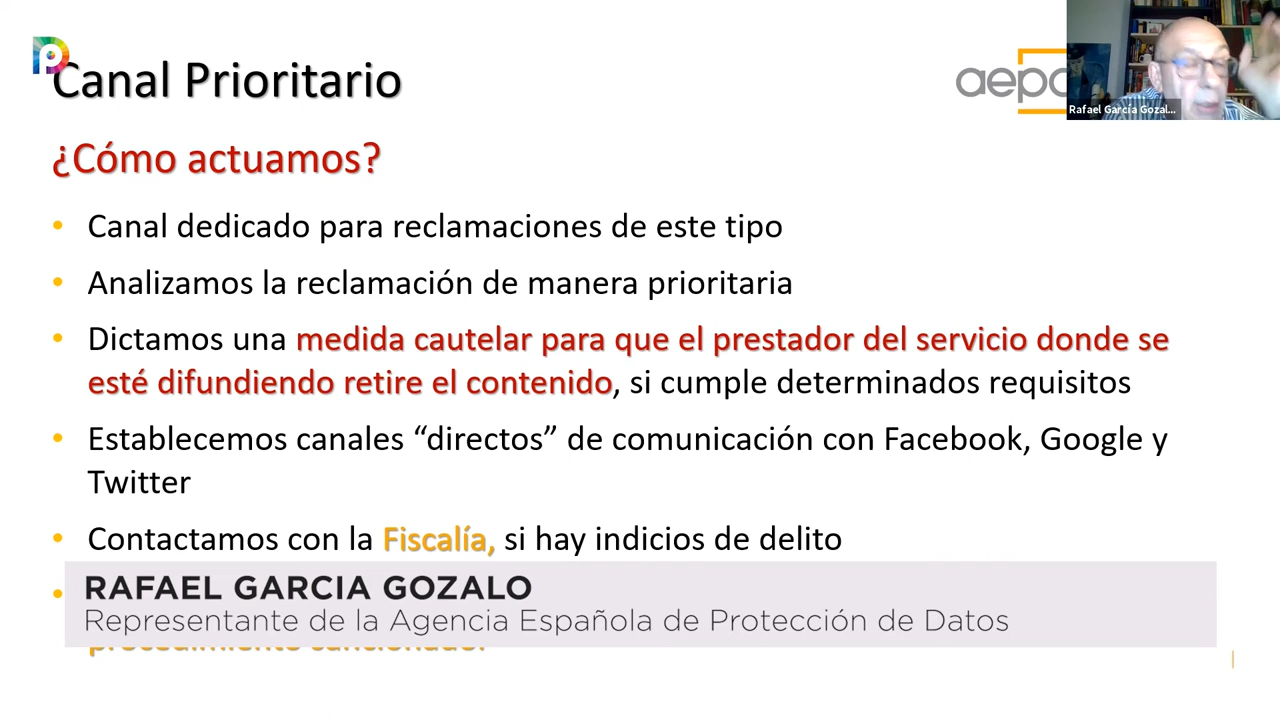 Canal Prioritario
aepd
Rafael García Gozal...
¿Cómo actuamos?
• Canal dedicado para reclamaciones de este tipo
• Analizamos la reclamación de manera prioritaria
• Dictamos una medida cautelar para que el prestador del servicio donde se
esté difundiendo retire el contenido, si cumple determinados requisitos
• Establecemos canales “directos” de comunicación con Facebook, Google y
Twitter
• Contactamos con la Fiscalía, si hay indicios de delito
RAFAEL GARCIA GOZALO
Representante de la Agencia Española de Protección de Datos